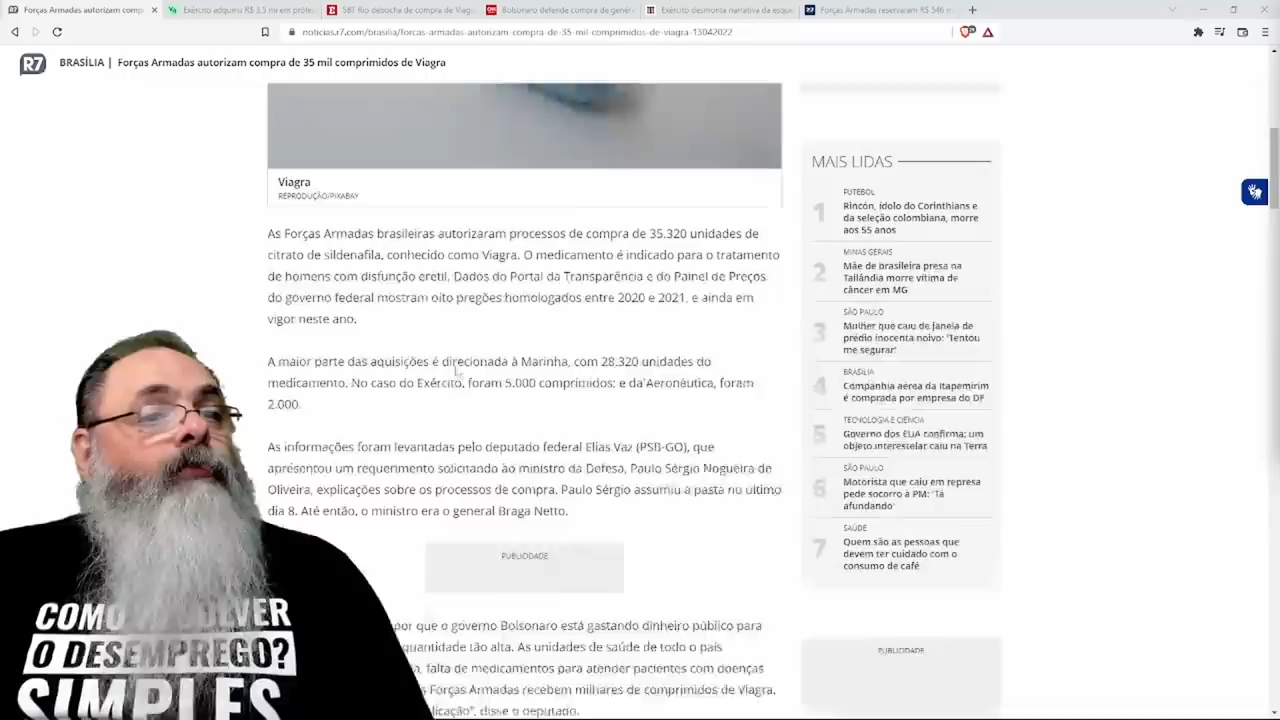 Forças Armadas autorizam comp
Exército adquiriu R$ 3,5 mi em próte
SBT Rio debocha de compra de Viag
Bolsonaro defende compra de genér
Exército desmonta narrativa da esqu
Forças Armadas reservaram R$ 546 m
noticias.r7.com/brasilia/forcas-armadas-autorizam-compra-de-35-mil-comprimidos-de-viagra-13042022
R7
BRASÍLIA | Forças Armadas autorizam compra de 35 mil comprimidos de Viagra
Viagra
REPRODUÇÃO/PIXABAY
As Forças Armadas brasileiras autorizaram processos de compra de 35.320 unidades de
citrato de sildenafila, conhecido como Viagra. O medicamento é indicado para o tratamento
de homens com disfunção eretil. Dados do Portal da Transparência e do Painel de Preços
do governo federal mostram oito pregões homologados entre 2020 e 2021, e ainda em
vigor neste ano.
A maior parte das aquisições é direcionada à Marinha, com 28.320 unidades do
medicamento. No caso do Exército, foram 5.000 comprimidos; e da Aeronáutica, foram
2.000.
As informações foram levantadas pelo deputado federal Elias Vaz (PSB-GO), que
apresentou um requerimento solicitando ao ministro da Defesa, Paulo Sérgio Nogueira de
Oliveira, explicações sobre os processos de compra. Paulo Sérgio assumiu a pasta no último
dia 8. Até então, o ministro era o general Braga Netto.
PUBLICIDADE
por que o governo Bolsonaro está gastando dinheiro público para
quantidade tão alta. As unidades de saúde de todo o país
falta de medicamentos para atender pacientes com doenças
s Forças Armadas recebem milhares de comprimidos de Viagra.
licação", disse o deputado.
MAIS LIDAS
1
FUTEBOL
Rincón, ídolo do Corinthians e
da seleção colombiana, morre
aos 55 anos
2
MINAS GERAIS
Mãe de brasileira presa na
Tailândia morre vítima de
câncer em MG
3
SÃO PAULO
Mulher que caiu de janela de
prédio inocenta noivo: 'Tentou
me segurar'
4
BRASÍLIA
Companhia aérea da Itapemirim
é comprada por empresa do DF
5
TECNOLOGIA E CIÊNCIA
Governo dos EUA confirma: um
objeto interestelar caiu na Terra
6
SÃO PAULO
Motorista que caiu em represa
pede socorro à PM: 'Tá
afundando'
7
SAÚDE
Quem são as pessoas que
devem ter cuidado com o
consumo de café
PUBLICIDADE
O DESEMPREGO?
SIMPLES